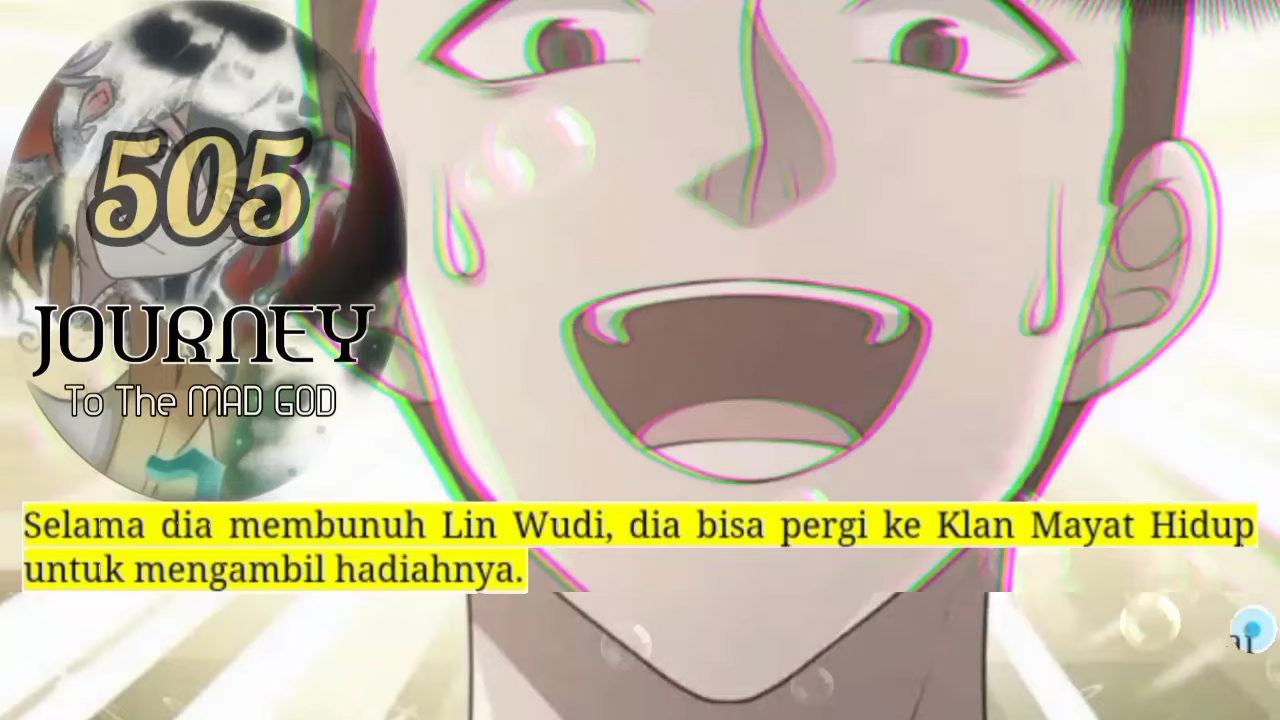 505
JOURNEY
To The MAD GOD
Selama dia membunuh Lin Wudi, dia bisa pergi ke Klan Mayat Hidup
untuk mengambil hadiahnya.